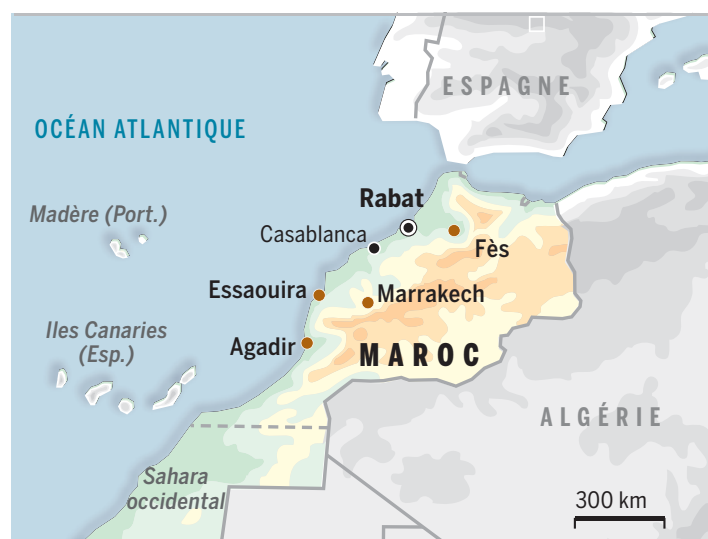 ESPAGNE
OCÉAN ATLANTIQUE
Madère (Port.)
Rabat
Casablanca
Fès
Essaouira
Marrakech
Iles Canaries
(Esp.)
Agadir
MAROC
ALGÉRIE
Sahara
occidental
300 km